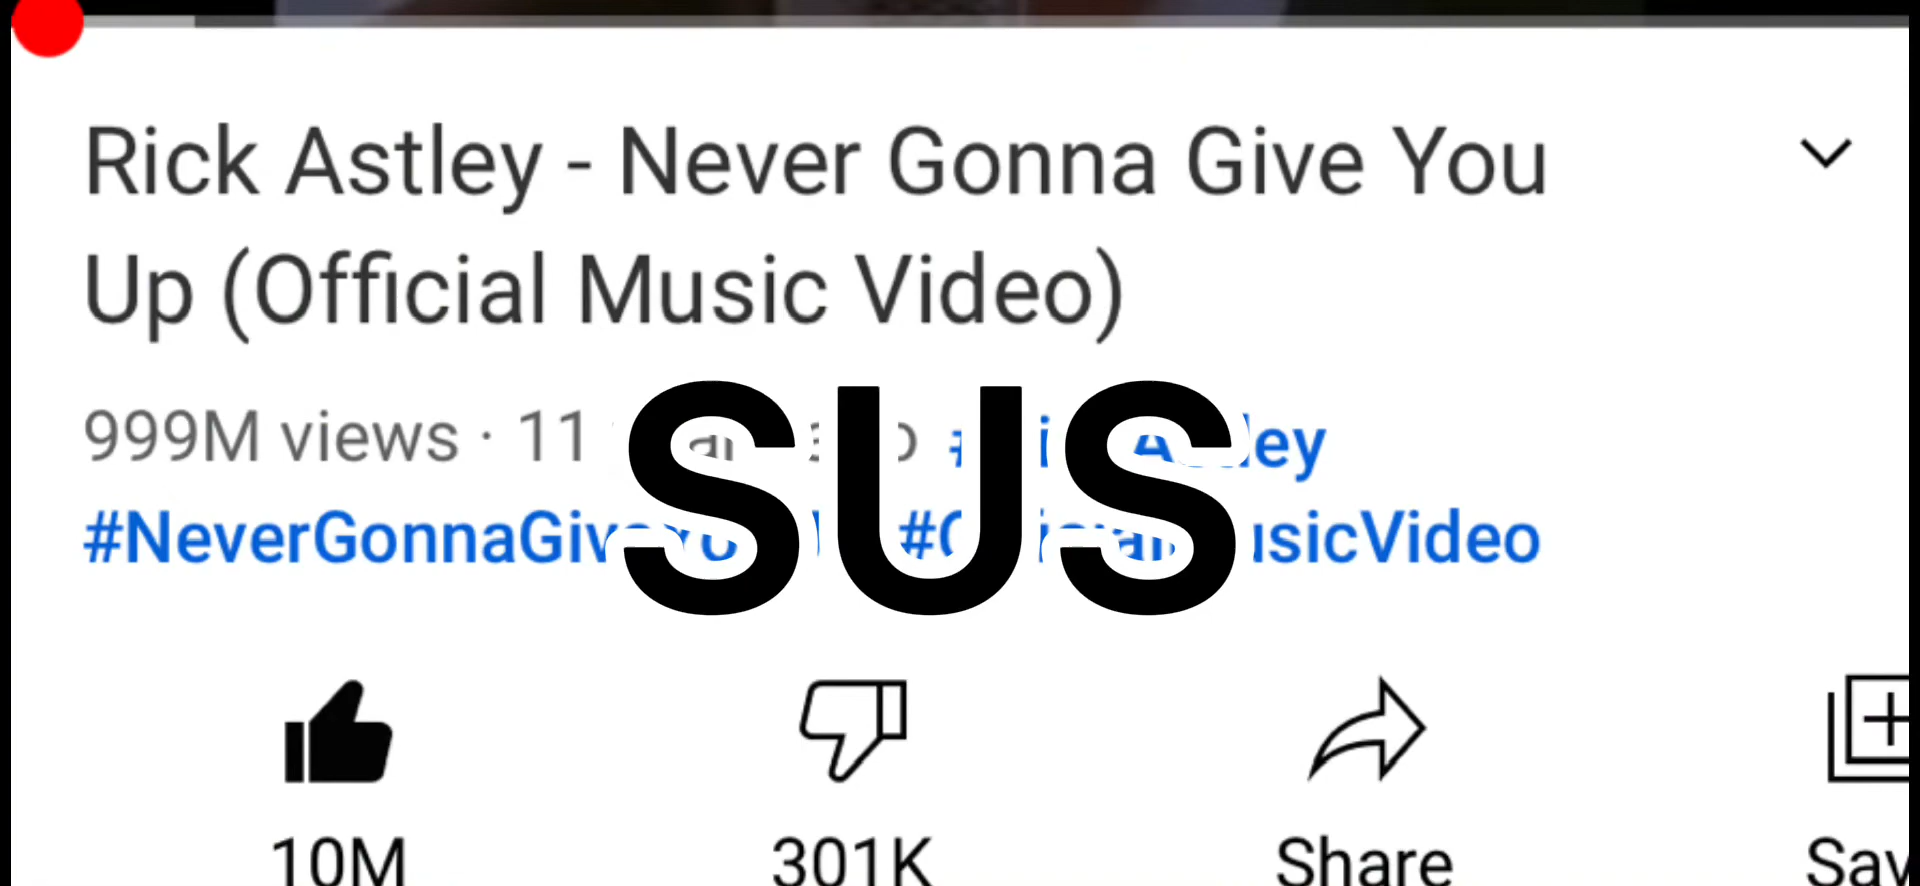 Rick Astley - Never Gonna Give You
Up (Official Music Video)
999M views · 11
SUS
10M
301K
Share